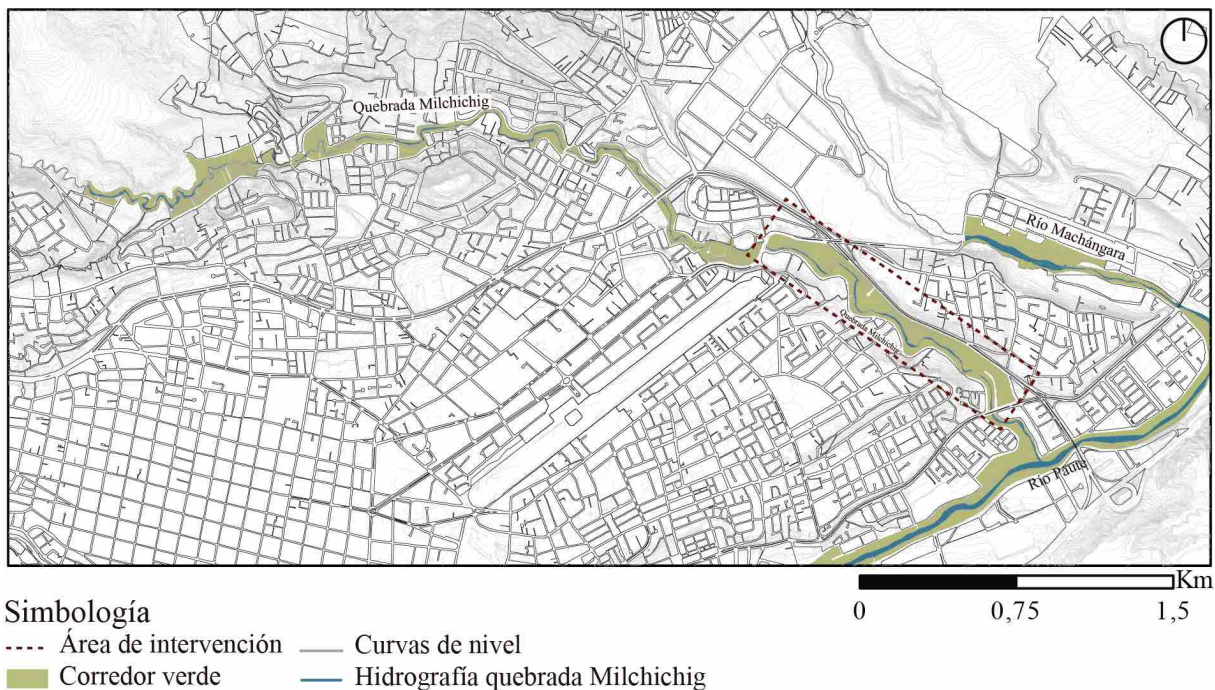 Quebrada Milchichig
Río Machángara
Quebrada Milchichig
Río Paute
Km
0 0,75 1,5
Simbología
Área de intervención
Curvas de nivel
Corredor verde
Hidrografía quebrada Milchichig